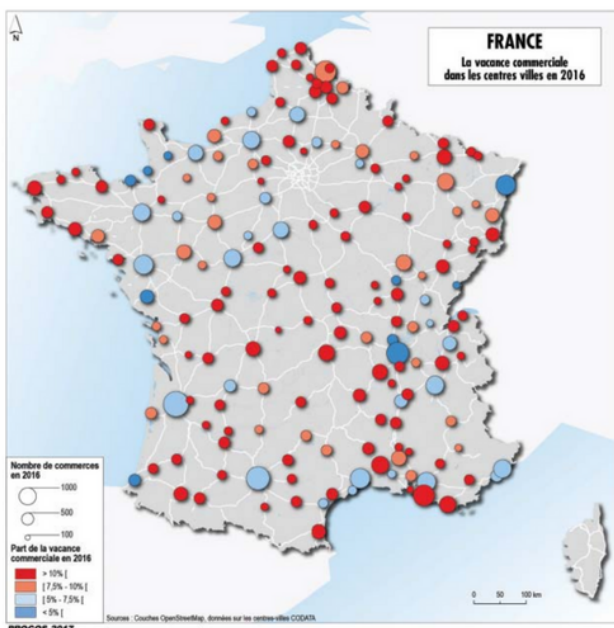 N
FRANCE
La vacance commerciale
dans les centres villes en 2016
Nombre de commerces
en 2016
1000
500
100
Part de la vacance
commerciale en 2016
> 10% [
[ 7,5% - 10% [
[ 5% - 7,5% [
< 5% [
0 50 100 km
Sources : Couches OpenStreetMap, données sur les centres-villes CODATA
PROCOS 2017